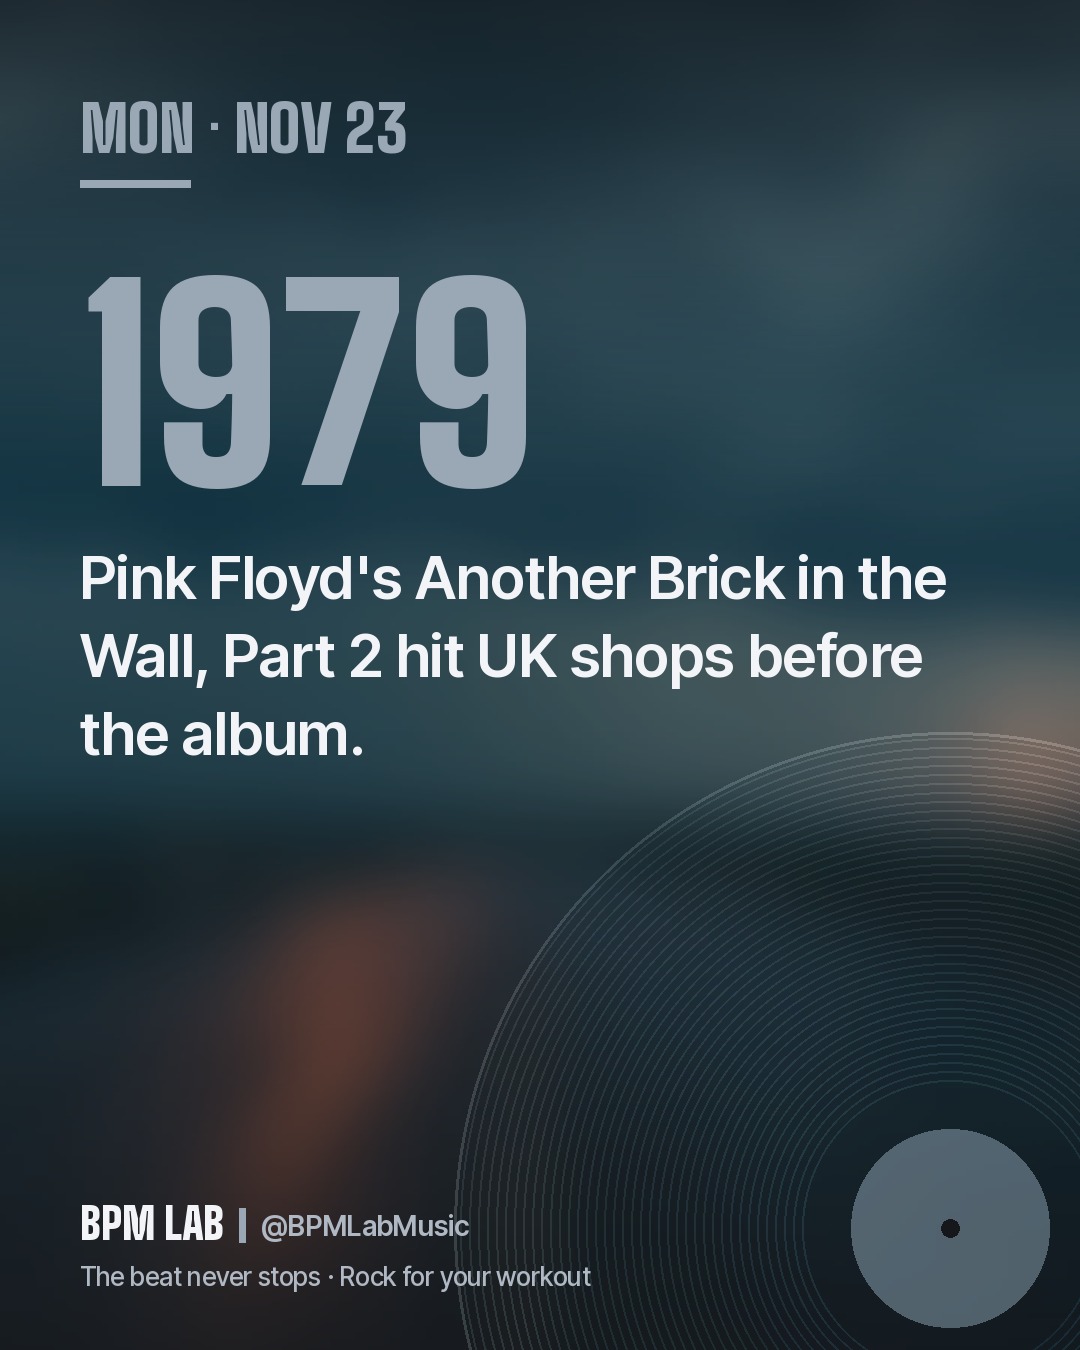 MON · NOV 23
1979
Pink Floyd's Another Brick in the
Wall, Part 2 hit UK shops before
the album.
BPM LAB | @BPMLabMusic
The beat never stops · Rock for your workout